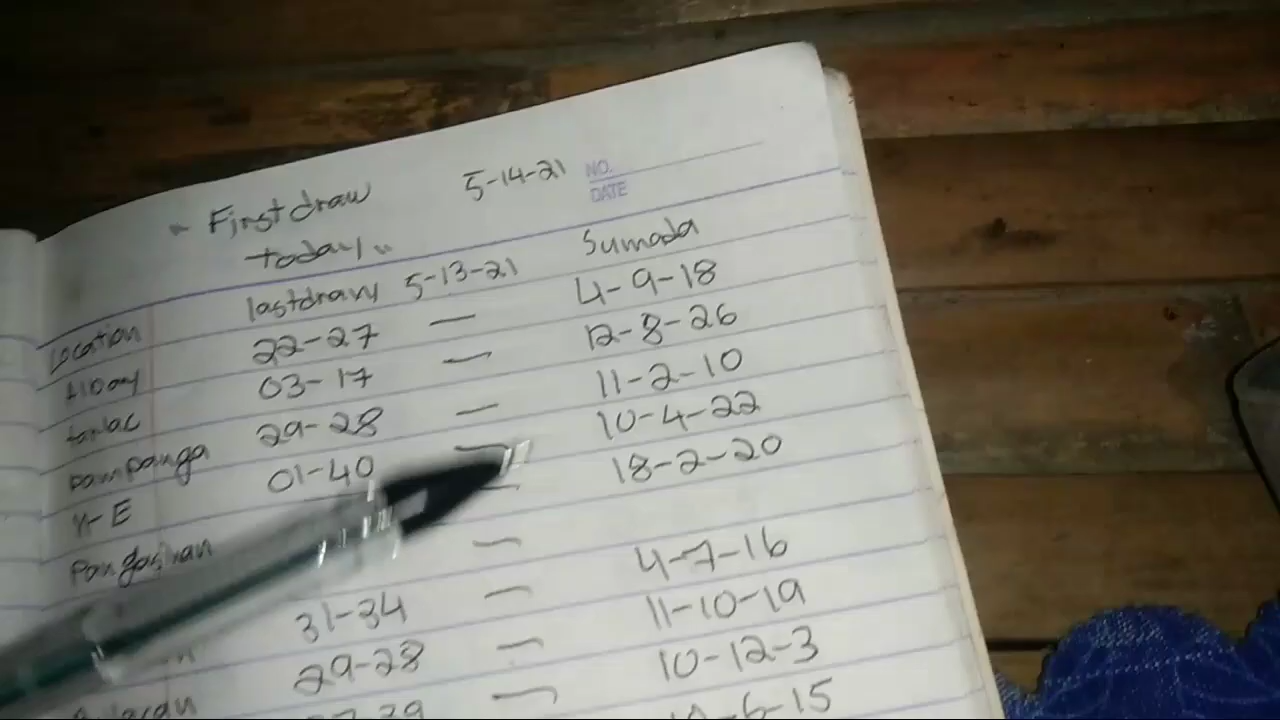 "First draw 5-14-21 NO.
today" DATE
Location lastdraw 5-13-21 Sumada
22-27 — 4-9-18
tarlac 03-17 — 12-8-26
Pampanga 29-28 — 11-2-10
01-40 — 10-4-22
Pangasinan — 18-2-20
31-34 — 4-7-16
29-28 — 11-10-19
10-12-3
6-15